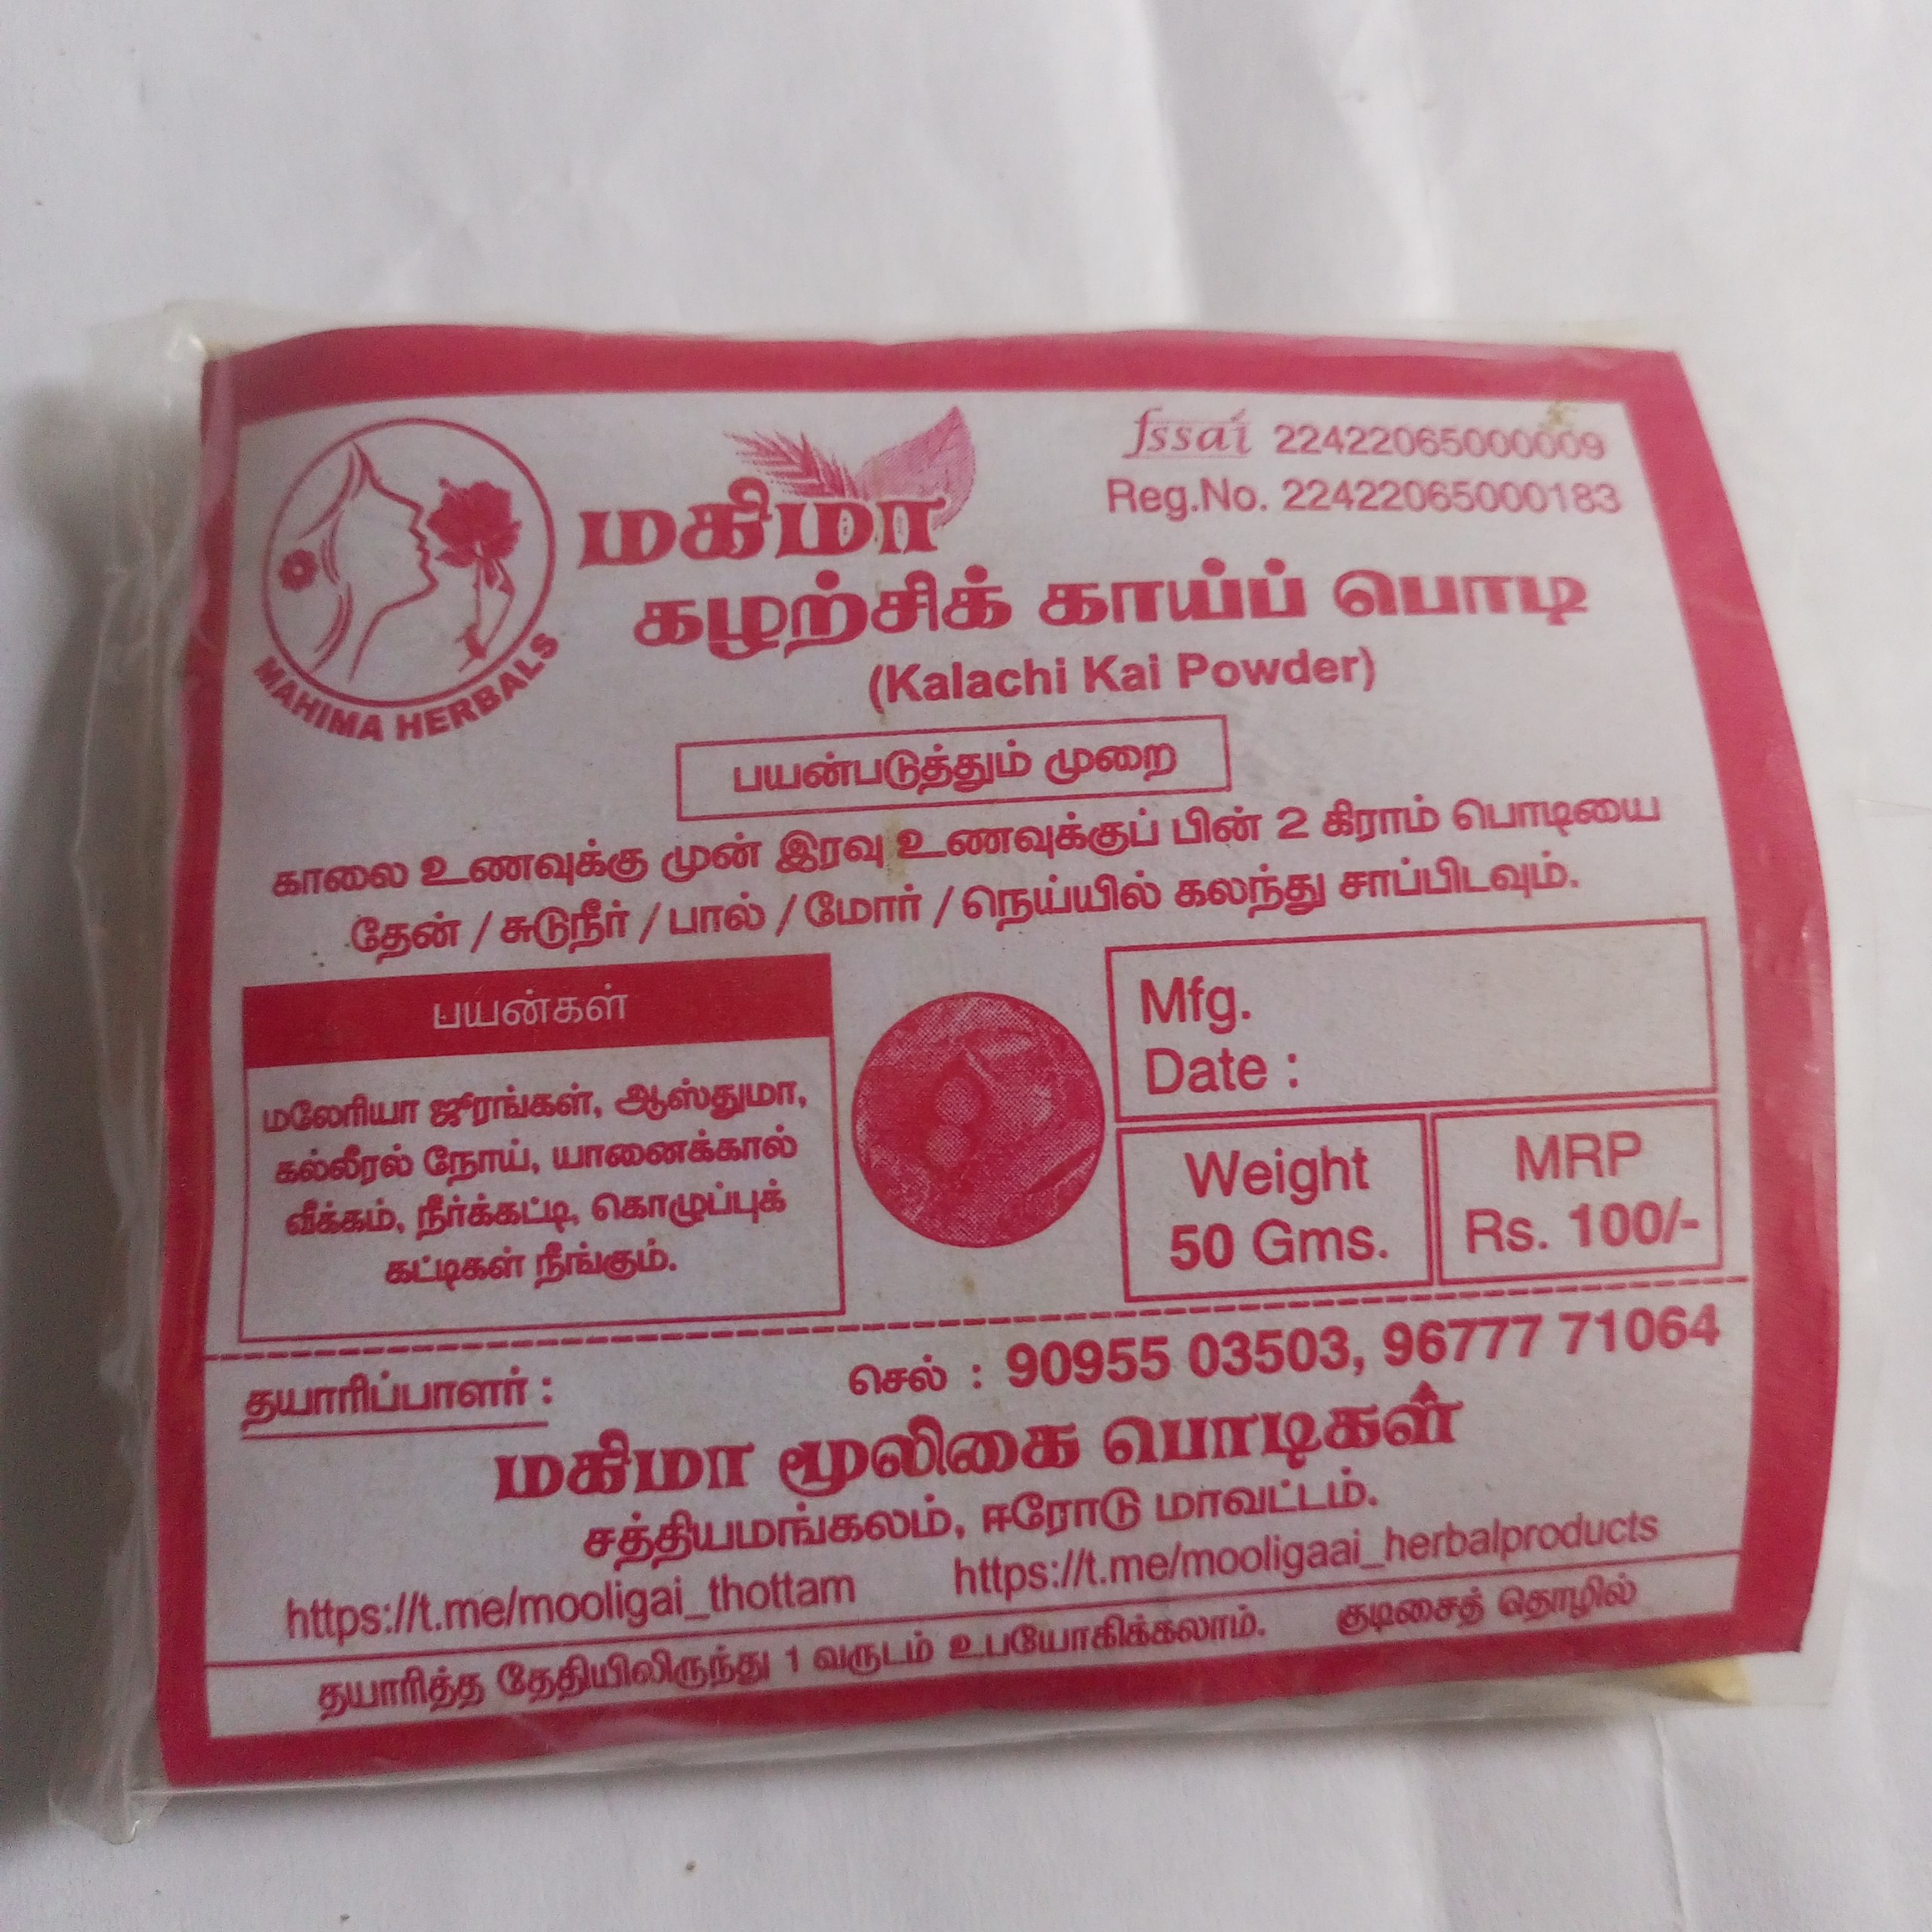 fssai 22422065000009
Reg.No. 22422065000183
MAHIMA HERBALS
மகிமா
கழற்சிக் காய்ப் பொடி
(Kalachi Kai Powder)
பயன்படுத்தும் முறை
காலை உணவுக்கு முன் இரவு உணவுக்குப் பின் 2 கிராம் பொடியை
தேன் / சுடுநீர் / பால் / மோர் / நெய்யில் கலந்து சாப்பிடவும்.
பயன்கள்
மலேரியா ஜுரங்கள், ஆஸ்துமா,
கல்லீரல் நோய், யானைக்கால்
வீக்கம், நீர்க்கட்டி, கொழுப்புக்
கட்டிகள் நீங்கும்.
Mfg.
Date :
Weight
50 Gms.
MRP
Rs. 100/-
தயாரிப்பாளர் :
செல் : 90955 03503, 96777 71064
மகிமா மூலிகை பொடிகள்
சத்தியமங்கலம், ஈரோடு மாவட்டம்.
https://t.me/mooligai_thottam https://t.me/mooligaai_herbalproducts
தயாரித்த தேதியிலிருந்து 1 வருடம் உபயோகிக்கலாம். குடிசைத் தொழில்